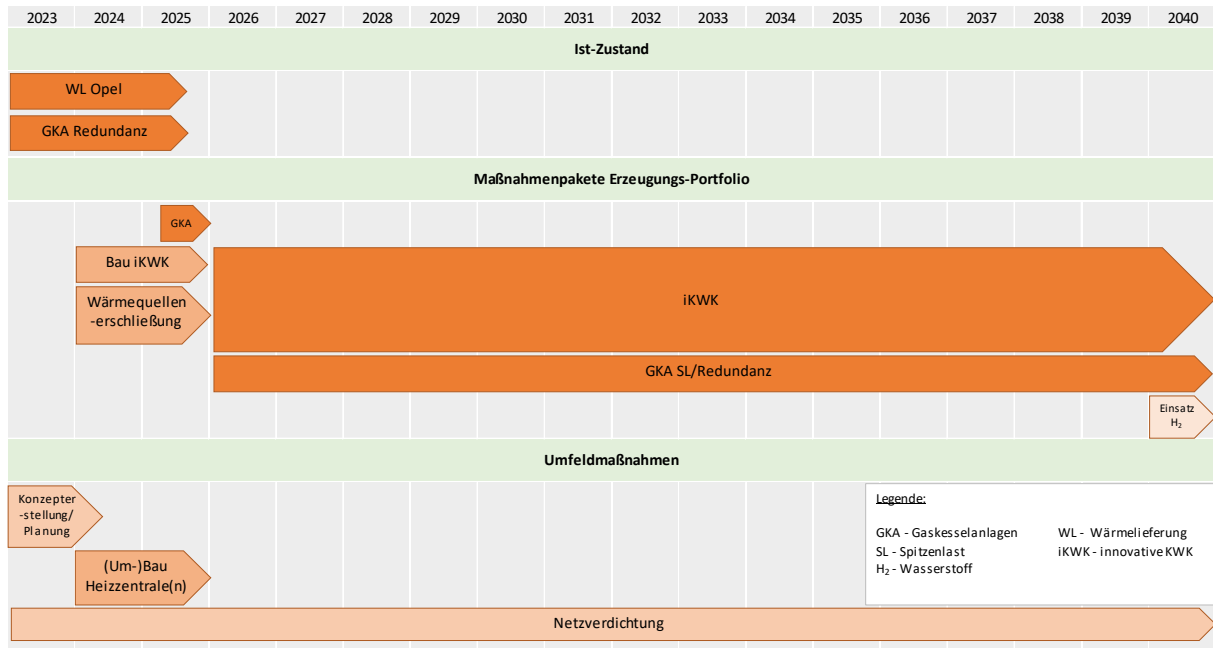 2023 2024 2025 2026 2027 2028 2029 2030 2031 2032 2033 2034 2035 2036 2037 2038 2039 2040
Ist-Zustand
WL Opel
GKA Redundanz
Maßnahmenpakete Erzeugungs-Portfolio
GKA
Bau iKWK
Wärmequellen
-erschließung
iKWK
GKA SL/Redundanz
Einsatz
H₂
Umfeldmaßnahmen
Konzepter
-stellung/
Planung
(Um-)Bau
Heizzentrale(n)
Netzverdichtung
Legende:
GKA - Gaskesselanlagen WL - Wärmelieferung
SL - Spitzenlast iKWK - innovative KWK
H₂ - Wasserstoff